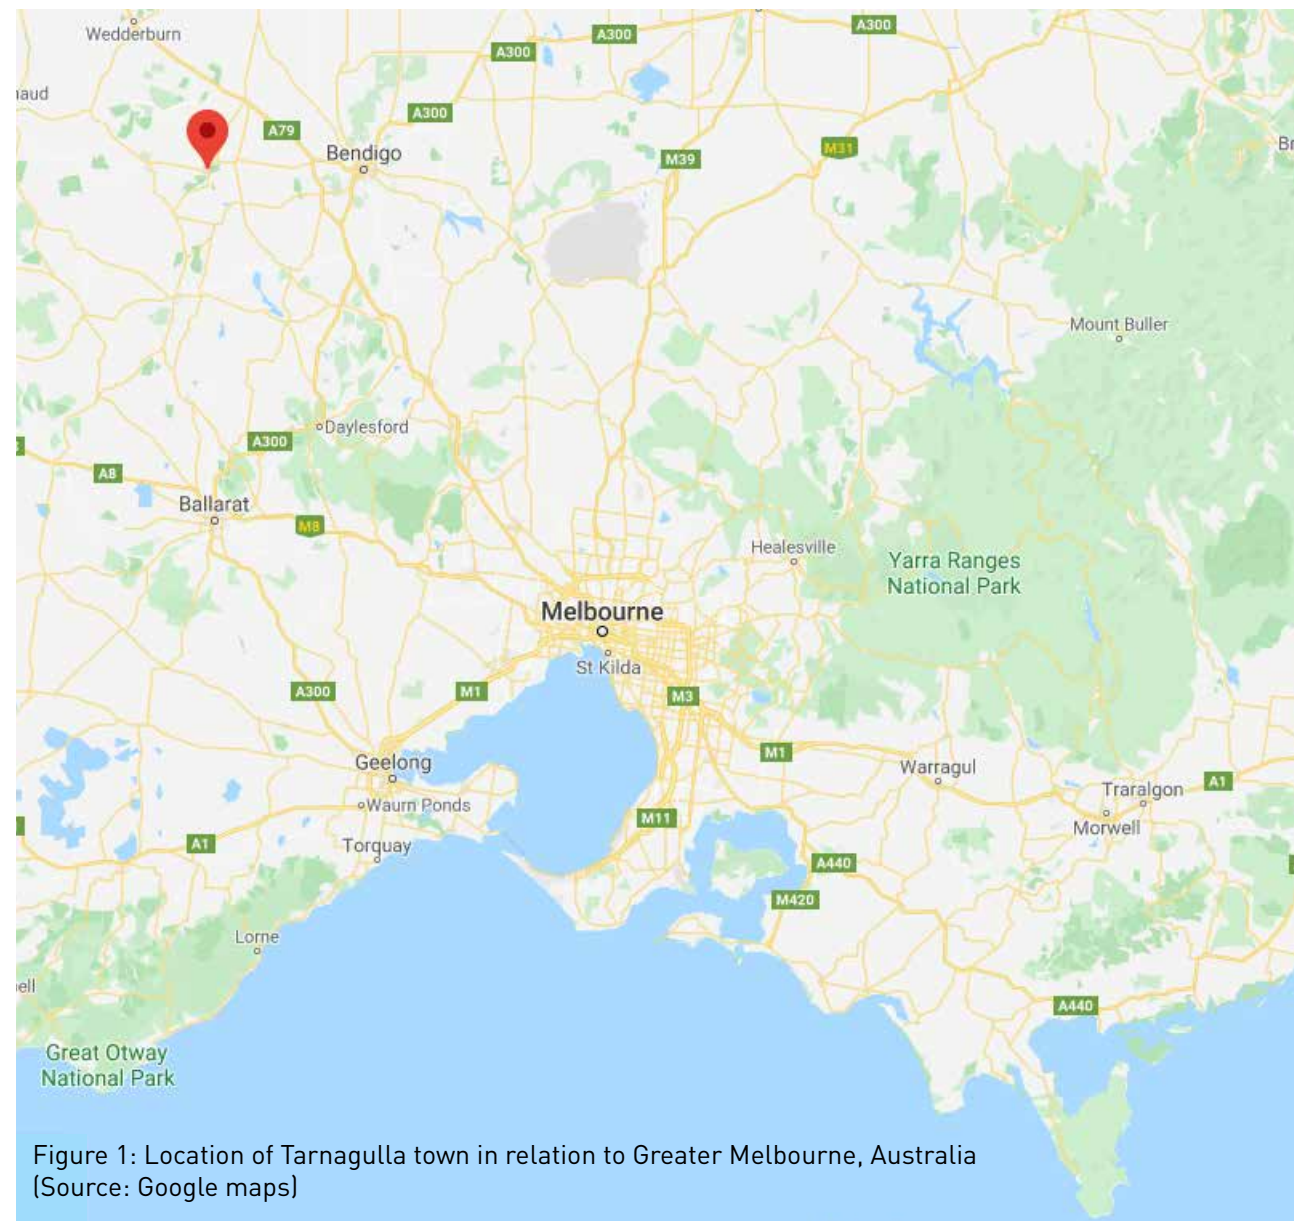 Wedderburn
A300
A300
A300
aud
A300
A79
Bendigo
M39
M31
Br
Mount Buller
Daylesford
A300
A8
Ballarat
M8
Healesville
Yarra Ranges
National Park
Melbourne
St Kilda
A300
M1
M3
M1
Geelong
Warragul
Traralgon
A1
Waurn Ponds
M11
Morwell
A1
Torquay
A440
M420
Lorne
ell
A440
Great Otway
National Park
Figure 1: Location of Tarnagulla town in relation to Greater Melbourne, Australia
(Source: Google maps)